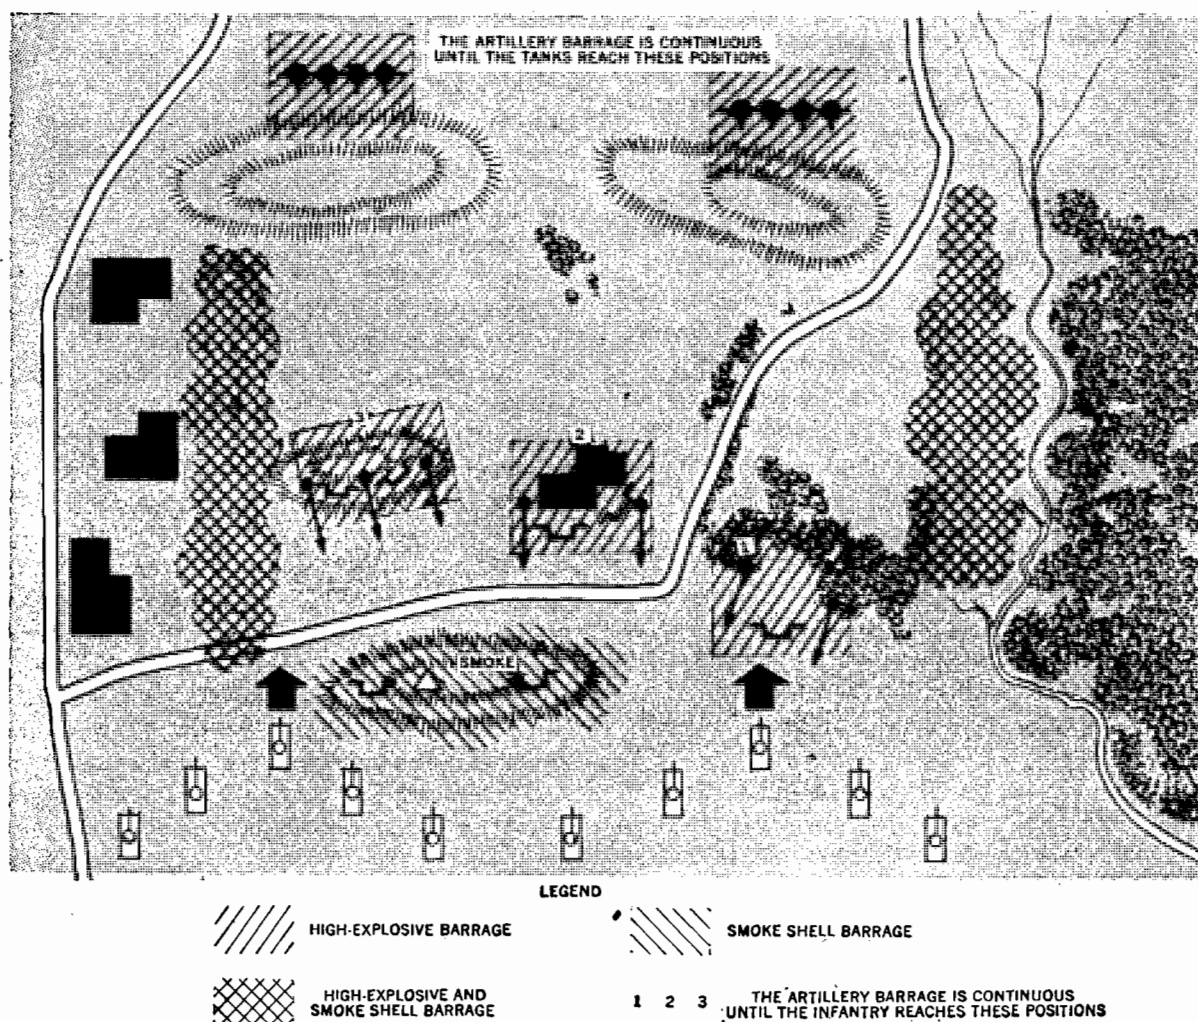 THE ARTILLERY BARRAGE IS CONTINUOUS
UNTIL THE TANKS REACH THESE POSITIONS
2
1
SMOKE
LEGEND
HIGH-EXPLOSIVE BARRAGE
SMOKE SHELL BARRAGE
HIGH-EXPLOSIVE AND
SMOKE SHELL BARRAGE
1 2 3
THE ARTILLERY BARRAGE IS CONTINUOUS
UNTIL THE INFANTRY REACHES THESE POSITIONS